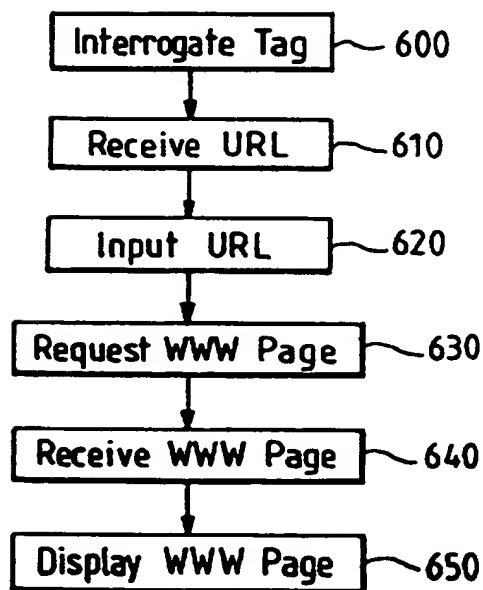 Interrogate Tag 600
Receive URL 610
Input URL 620
Request WWW Page 630
Receive WWW Page 640
Display WWW Page 650